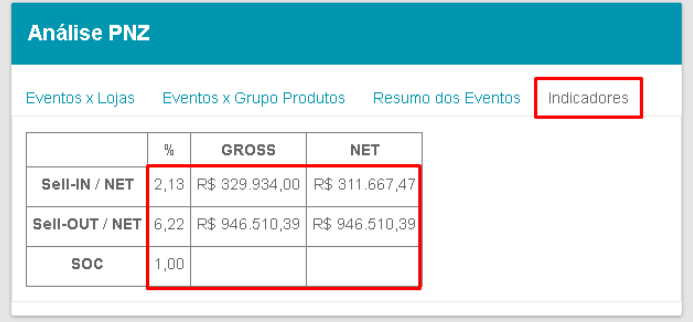 Análise PNZ
Eventos x Lojas Eventos x Grupo Produtos Resumo dos Eventos Indicadores
% GROSS NET
Sell-IN / NET 2,13 R$ 329.934,00 R$ 311.667,47
Sell-OUT / NET 6,22 R$ 946.510,39 R$ 946.510,39
SOC 1,00